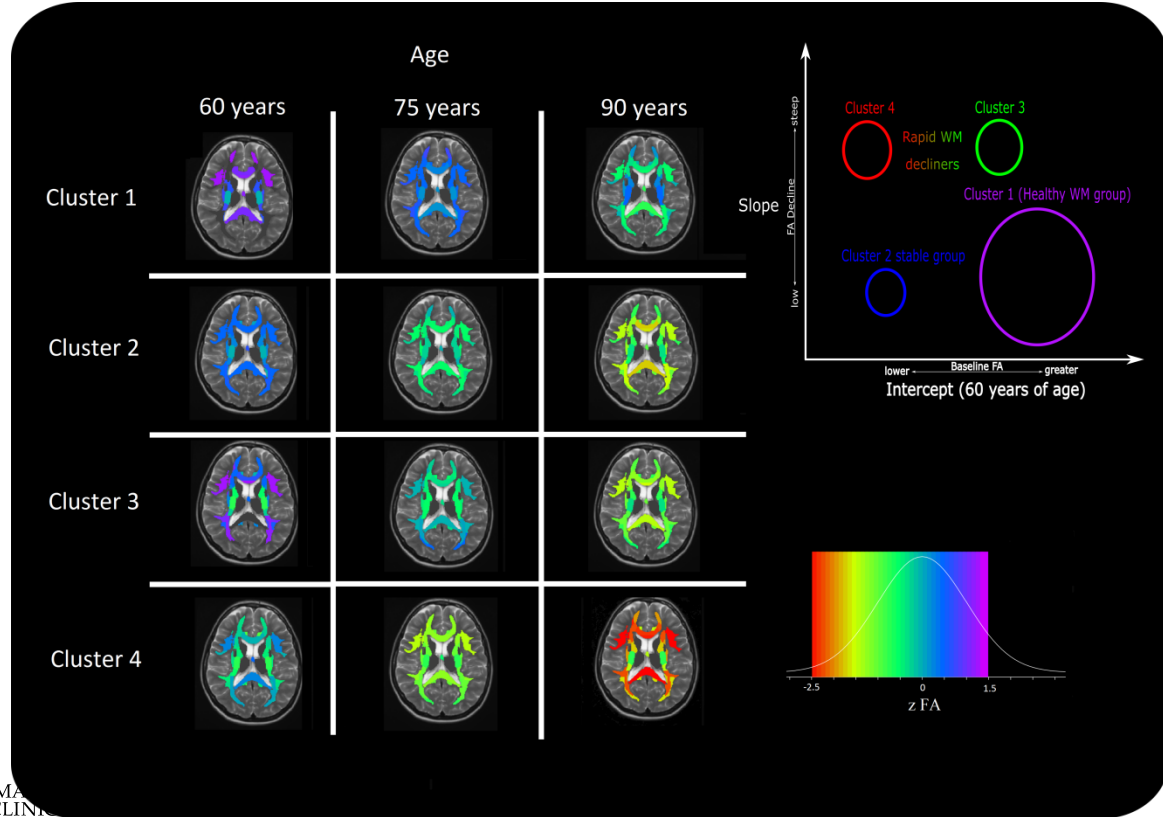 Age
60 years
75 years
90 years
Cluster 1
Cluster 2
Cluster 3
Cluster 4
Slope
low FA Decline steep
Cluster 4
Cluster 3
Rapid WM
decliners
Cluster 1 (Healthy WM group)
Cluster 2 stable group
lower Baseline FA greater
Intercept (60 years of age)
-2.5 0 1.5
z FA